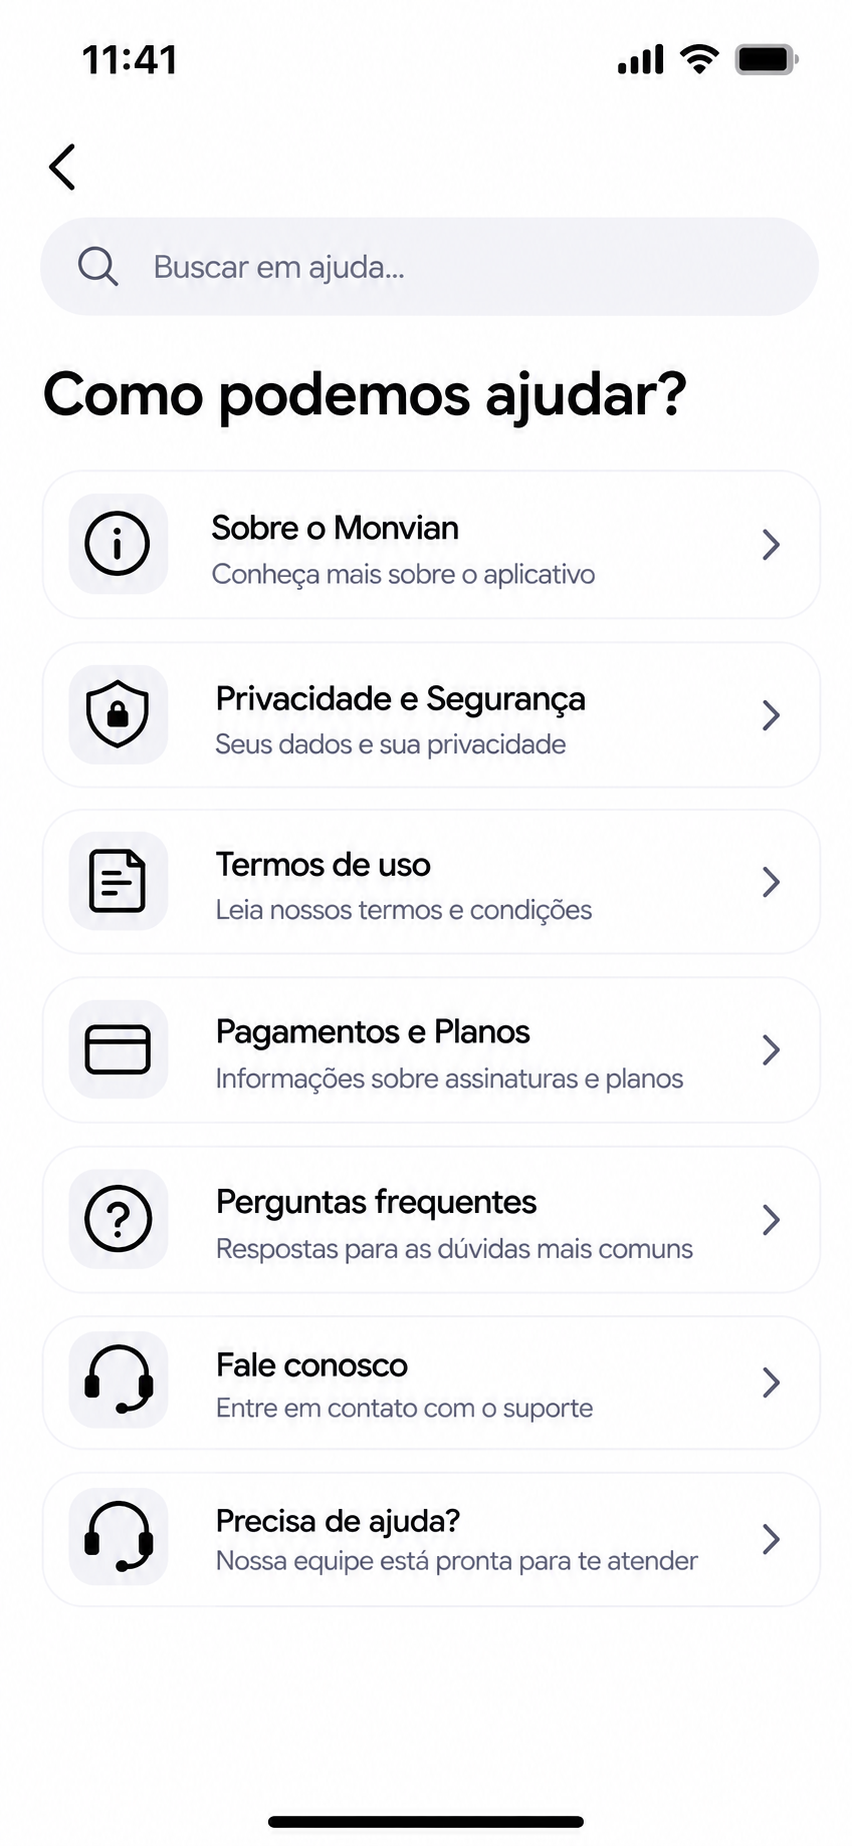 11:41
Buscar em ajuda...
Como podemos ajudar?
Sobre o Monvian
Conheça mais sobre o aplicativo
Privacidade e Segurança
Seus dados e sua privacidade
Termos de uso
Leia nossos termos e condições
Pagamentos e Planos
Informações sobre assinaturas e planos
Perguntas frequentes
Respostas para as dúvidas mais comuns
Fale conosco
Entre em contato com o suporte
Precisa de ajuda?
Nossa equipe está pronta para te atender